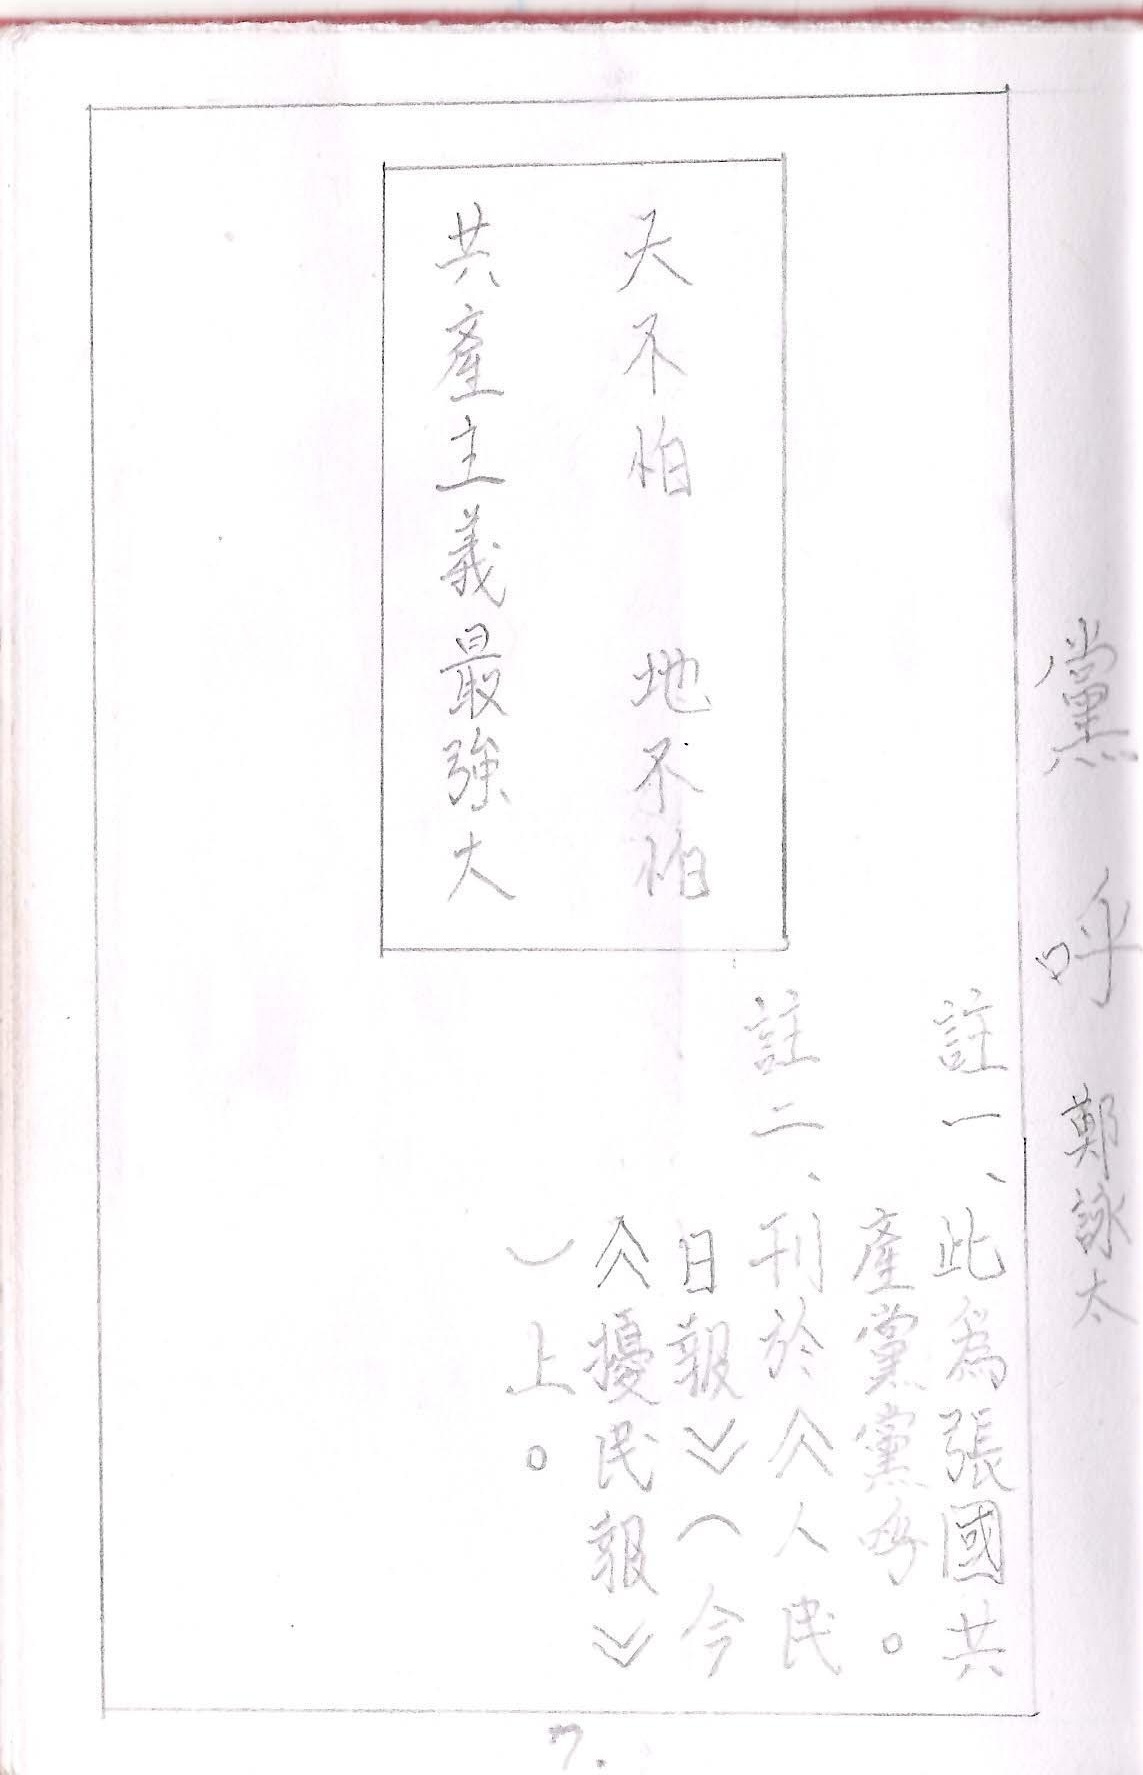 黨呼 鄭詠太
天不怕 地不怕
共產主義最強大
註一、此為張國共
產黨黨呼。
註二、刊於《人民
日報》（今
《擾民報》
）上。
7.